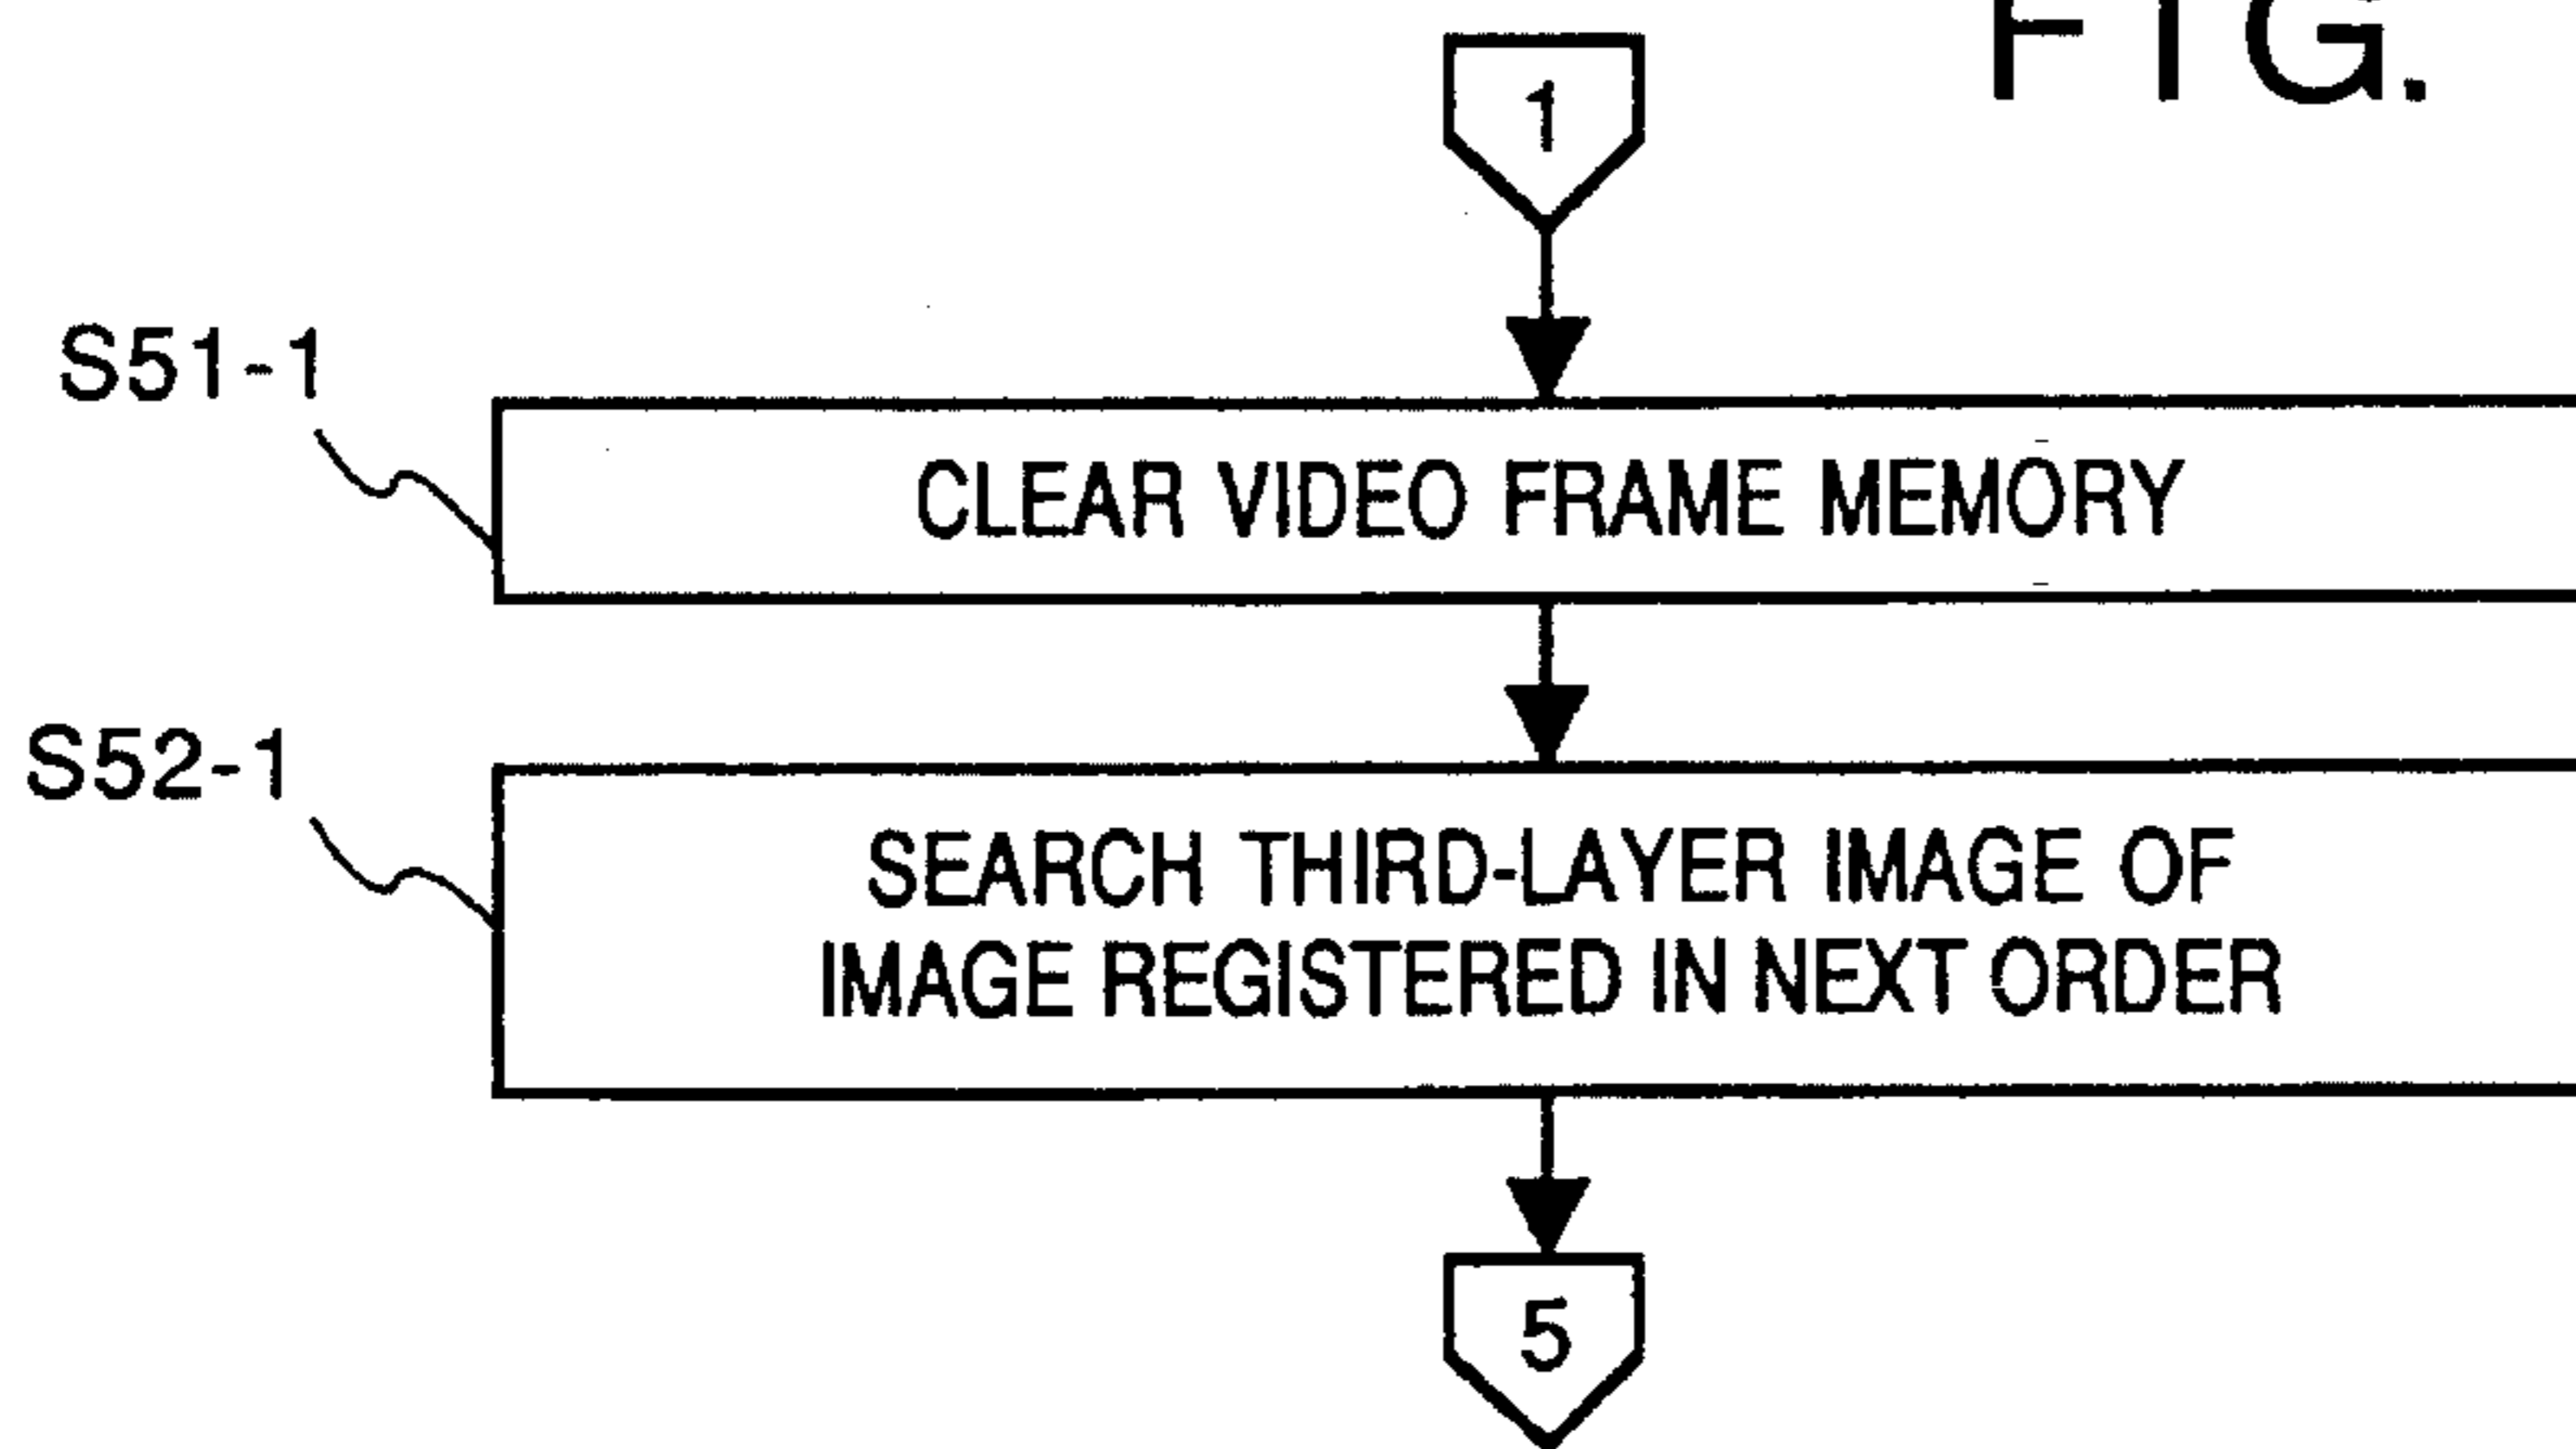 FIG.
1
S51-1
CLEAR VIDEO FRAME MEMORY
S52-1
SEARCH THIRD-LAYER IMAGE OF
IMAGE REGISTERED IN NEXT ORDER
5